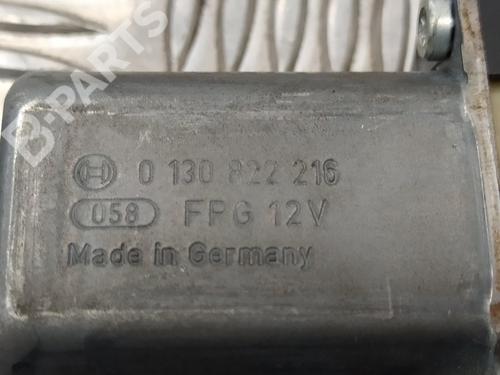 B-PARTS
0 130 822 216
058 FPG 12V
Made in Germany